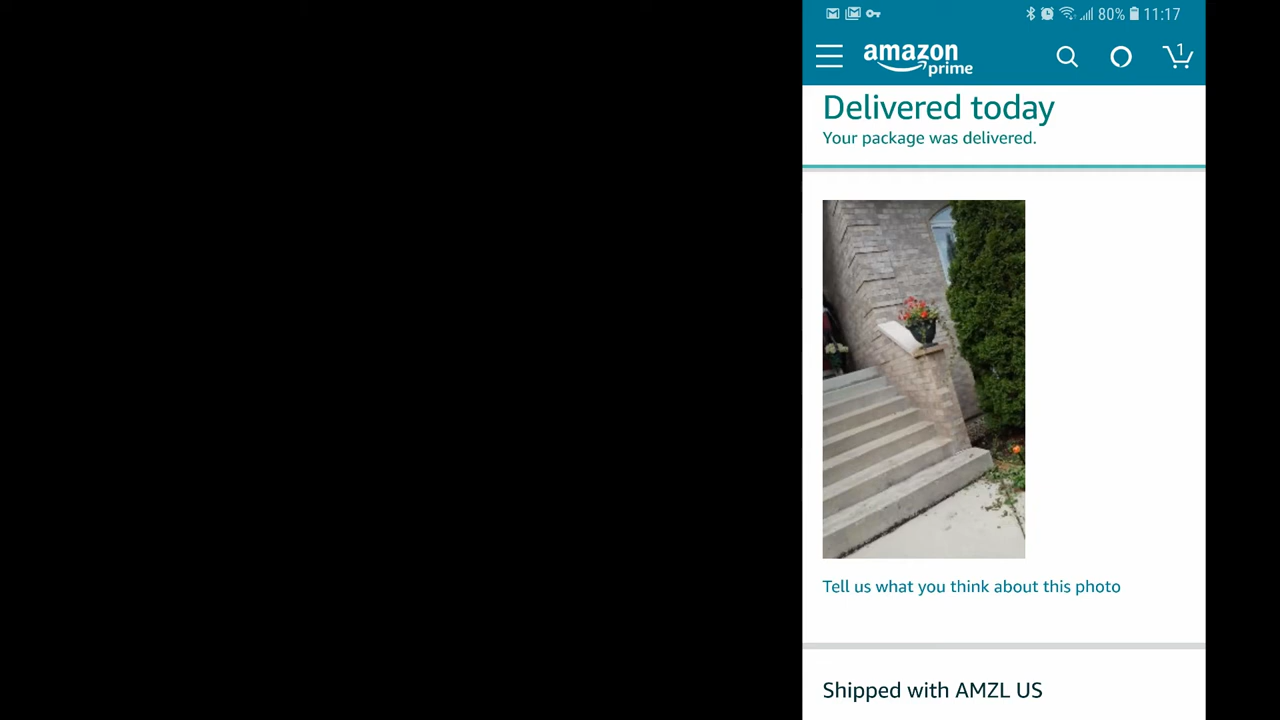 80% 11:17
amazon
prime
1
Delivered today
Your package was delivered.
Tell us what you think about this photo
Shipped with AMZL US